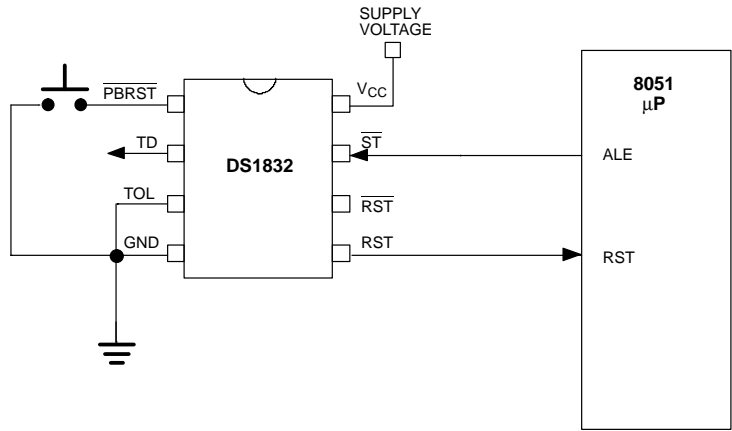 SUPPLY
VOLTAGE
PBRST
VCC
8051
μP
TD
ST
ALE
DS1832
TOL
RST
GND
RST
RST